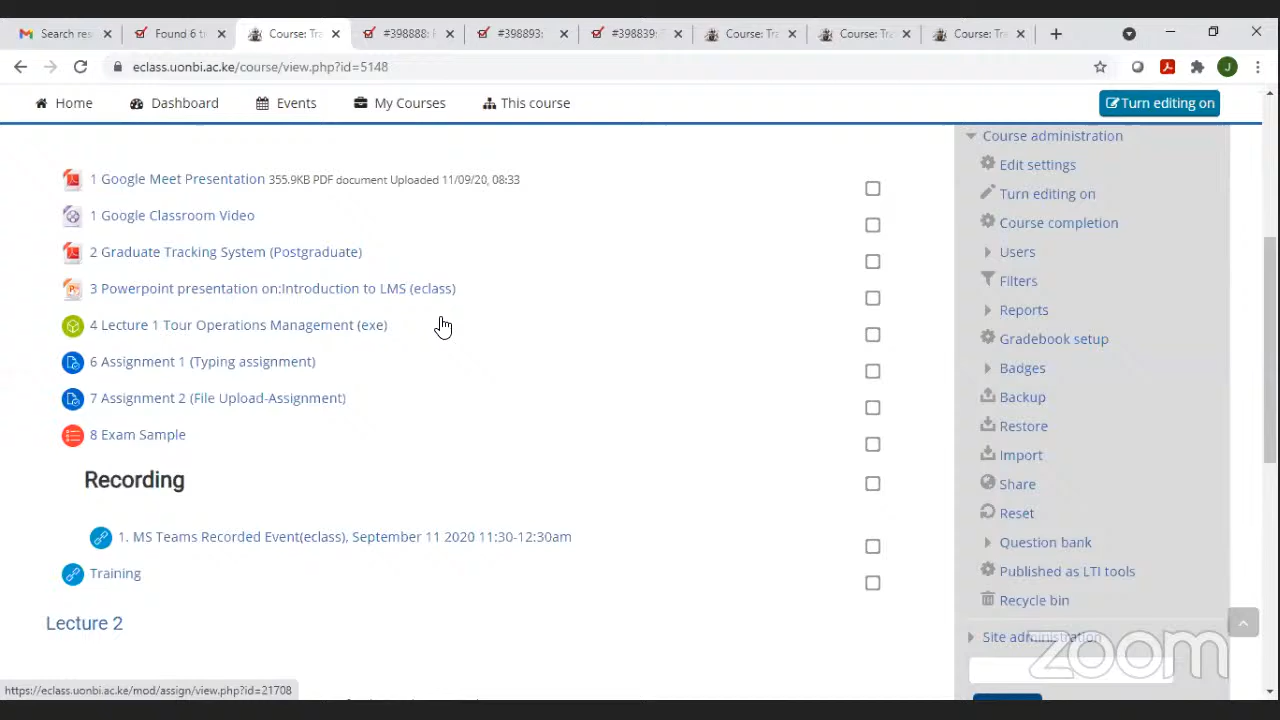 Search res
Found 6 t
Course: Tra
#398888:
#398893:
#398839:
Course: Tra
Course: Tra
Course: Tra
eclass.uonbi.ac.ke/course/view.php?id=5148
J
Home
Dashboard
Events
My Courses
This course
Turn editing on
1 Google Meet Presentation 355.9KB PDF document Uploaded 11/09/20, 08:33
1 Google Classroom Video
2 Graduate Tracking System (Postgraduate)
3 Powerpoint presentation on:Introduction to LMS (eclass)
4 Lecture 1 Tour Operations Management (exe)
6 Assignment 1 (Typing assignment)
7 Assignment 2 (File Upload-Assignment)
8 Exam Sample
Recording
1. MS Teams Recorded Event(eclass), September 11 2020 11:30-12:30am
Training
Lecture 2
Course administration
Edit settings
Turn editing on
Course completion
Users
Filters
Reports
Gradebook setup
Badges
Backup
Restore
Import
Share
Reset
Question bank
Published as LTI tools
Recycle bin
Site administration
zoom
https://eclass.uonbi.ac.ke/mod/assign/view.php?id=21708